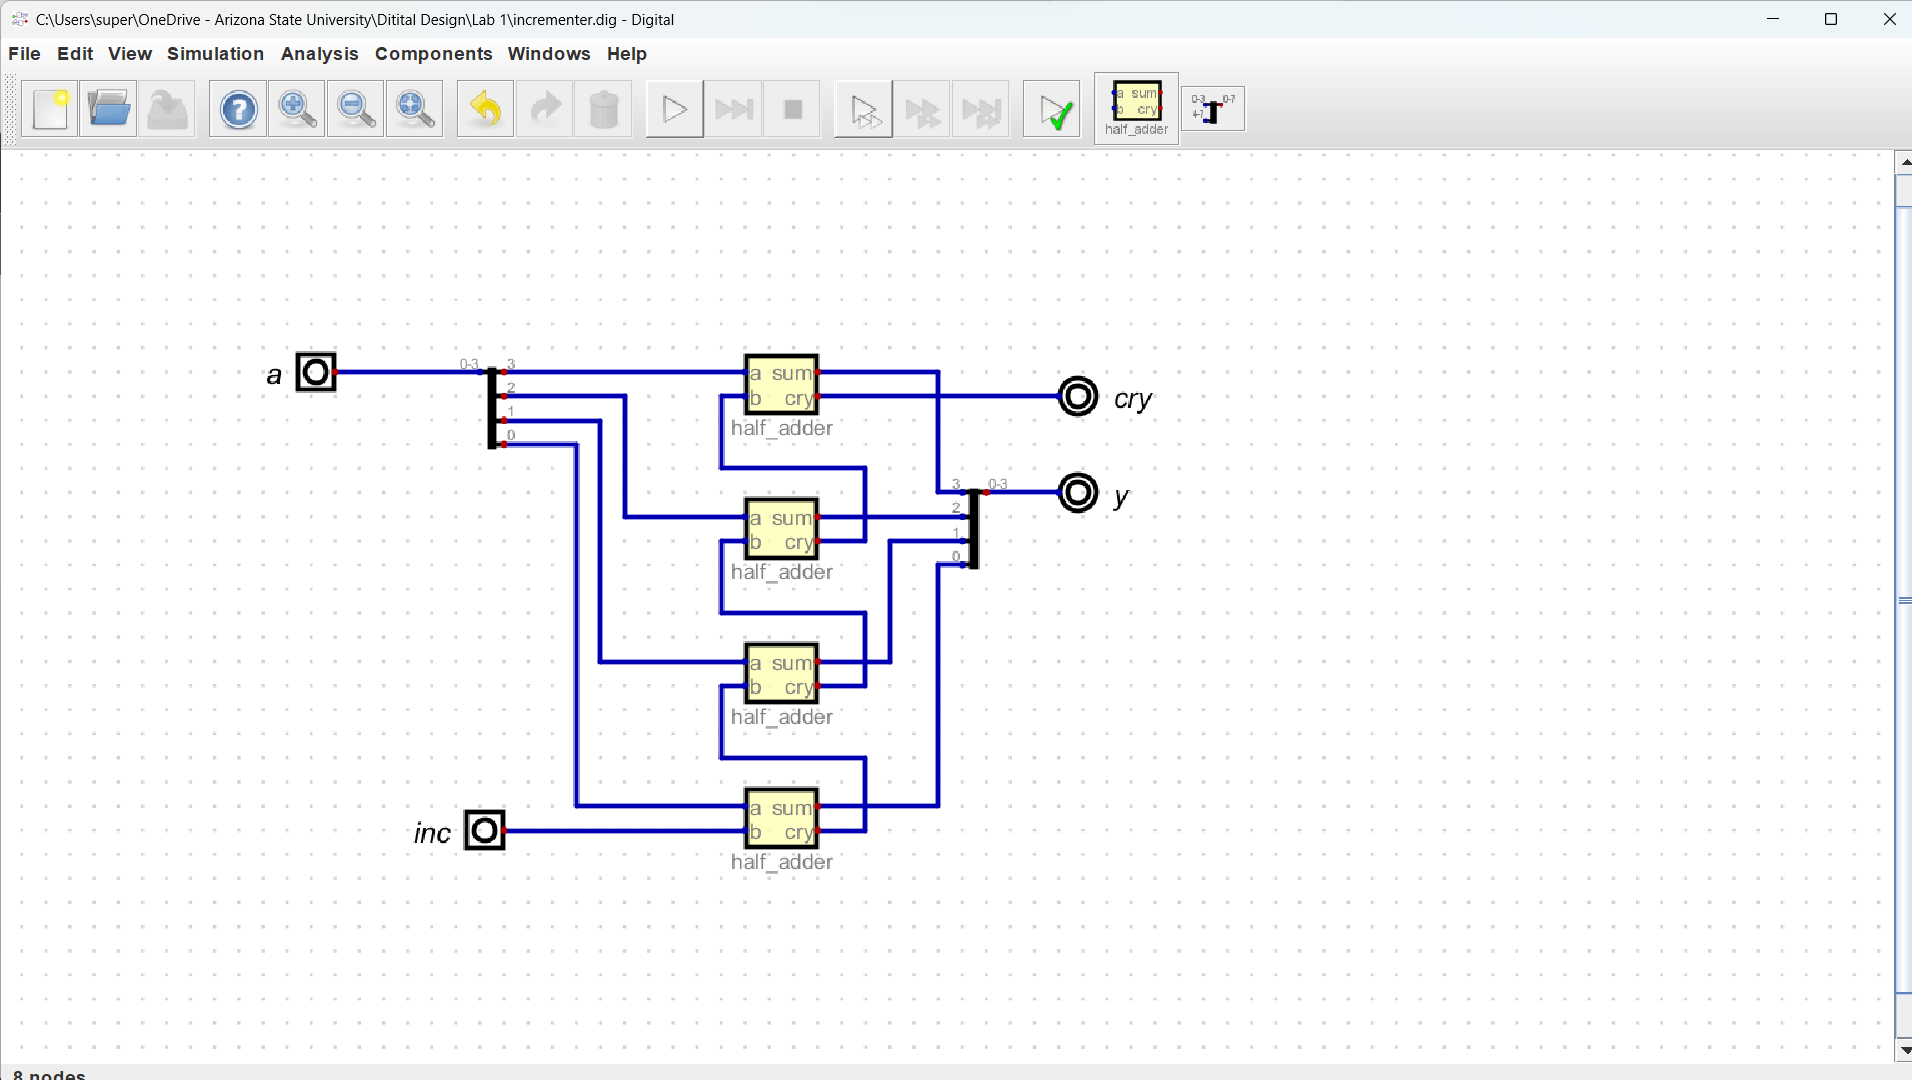 C:\Users\super\OneDrive - Arizona State University\Ditital Design\Lab 1\incrementer.dig - Digital
File Edit View Simulation Analysis Components Windows Help
a sum
b cry
half_adder
0-3 0-7
4-7
a
0-3 3
2
1
0
a sum
b cry
half_adder
cry
3 0-3
2
1
0
y
a sum
b cry
half_adder
a sum
b cry
half_adder
inc
a sum
b cry
half_adder
8 nodes